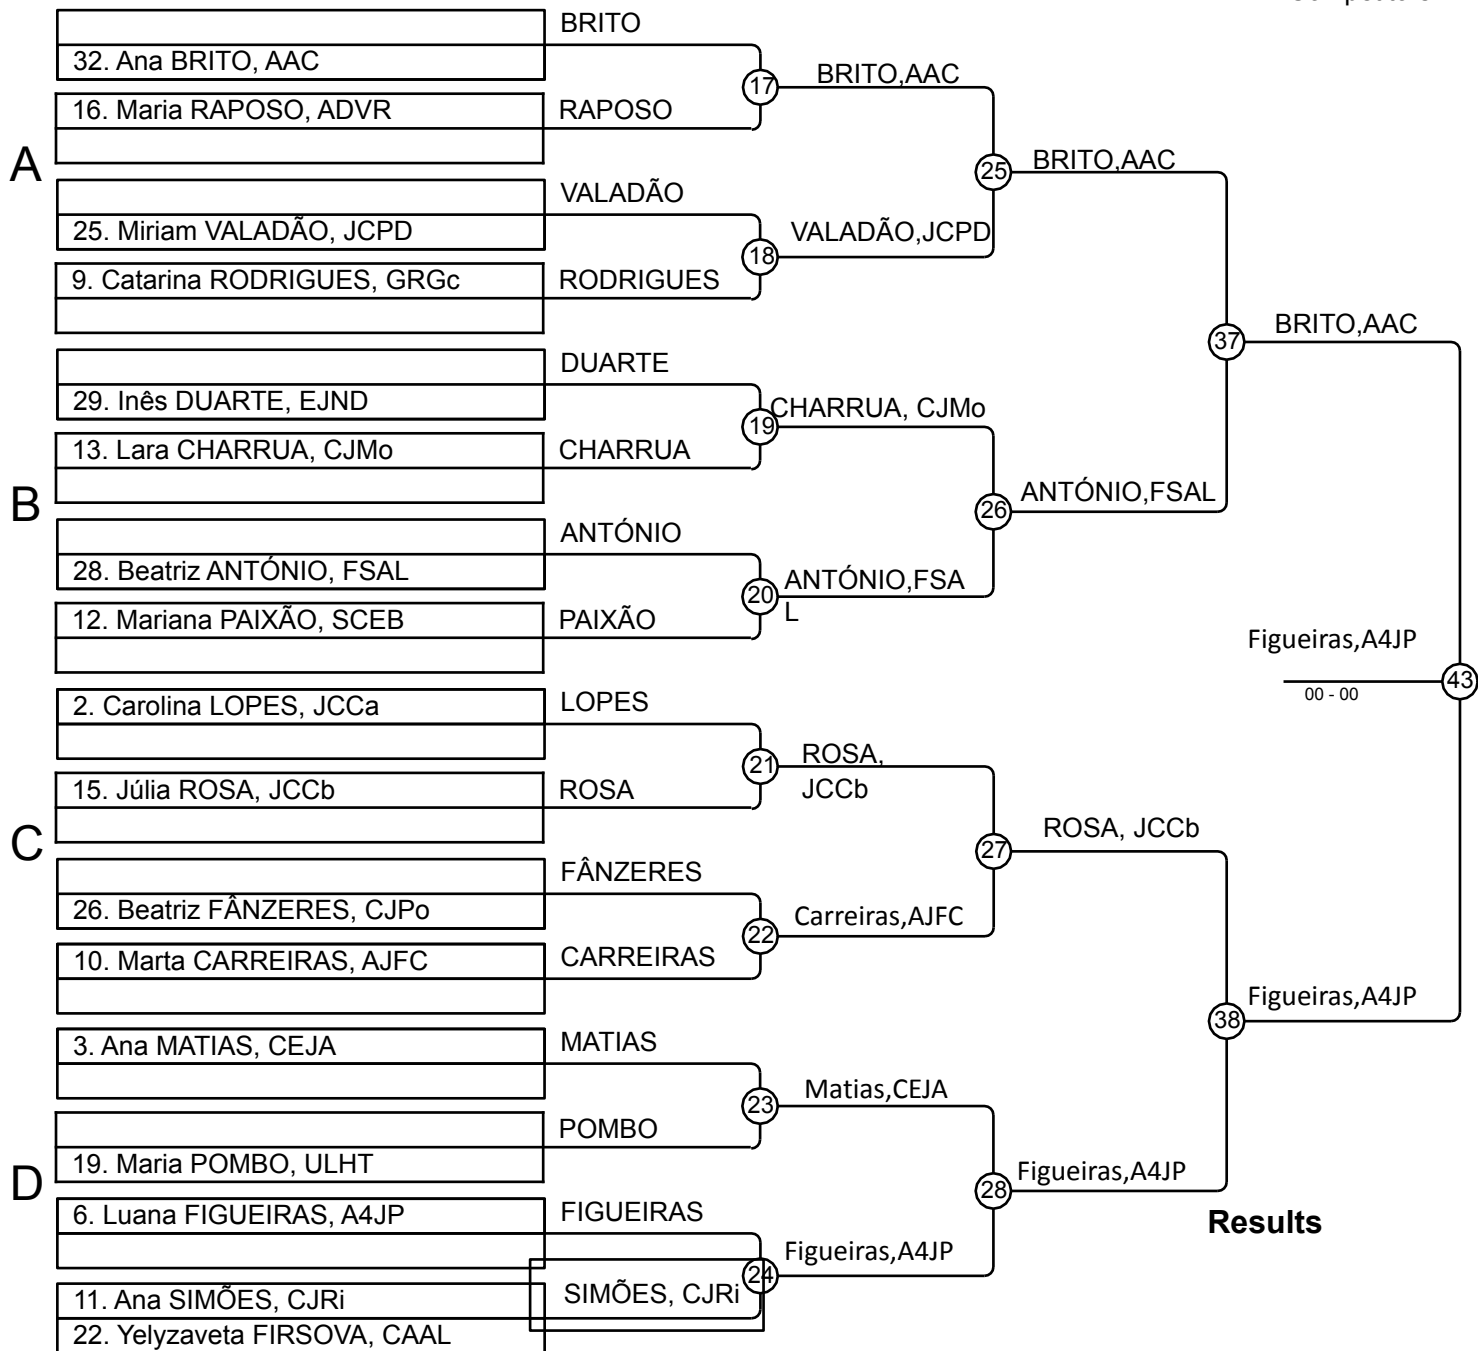 BRITO
32. Ana BRITO, AAC
17
BRITO,AAC
16. Maria RAPOSO, ADVR
RAPOSO
A
25
BRITO,AAC
VALADÃO
25. Miriam VALADÃO, JCPD
18
VALADÃO,JCPD
9. Catarina RODRIGUES, GRGc
RODRIGUES
37
BRITO,AAC
DUARTE
29. Inês DUARTE, EJND
19
CHARRUA, CJMo
13. Lara CHARRUA, CJMo
CHARRUA
B
26
ANTÓNIO,FSAL
ANTÓNIO
28. Beatriz ANTÓNIO, FSAL
20
ANTÓNIO,FSA
L
12. Mariana PAIXÃO, SCEB
PAIXÃO
Figueiras,A4JP
43
00 - 00
2. Carolina LOPES, JCCa
LOPES
21
ROSA,
JCCb
15. Júlia ROSA, JCCb
ROSA
C
27
ROSA, JCCb
FÂNZERES
26. Beatriz FÂNZERES, CJPo
22
Carreiras,AJFC
10. Marta CARREIRAS, AJFC
CARREIRAS
38
Figueiras,A4JP
3. Ana MATIAS, CEJA
MATIAS
23
Matias,CEJA
POMBO
19. Maria POMBO, ULHT
D
28
Figueiras,A4JP
6. Luana FIGUEIRAS, A4JP
FIGUEIRAS
Results
24
Figueiras,A4JP
11. Ana SIMÕES, CJRi
SIMÕES, CJRi
22. Yelyzaveta FIRSOVA, CAAL